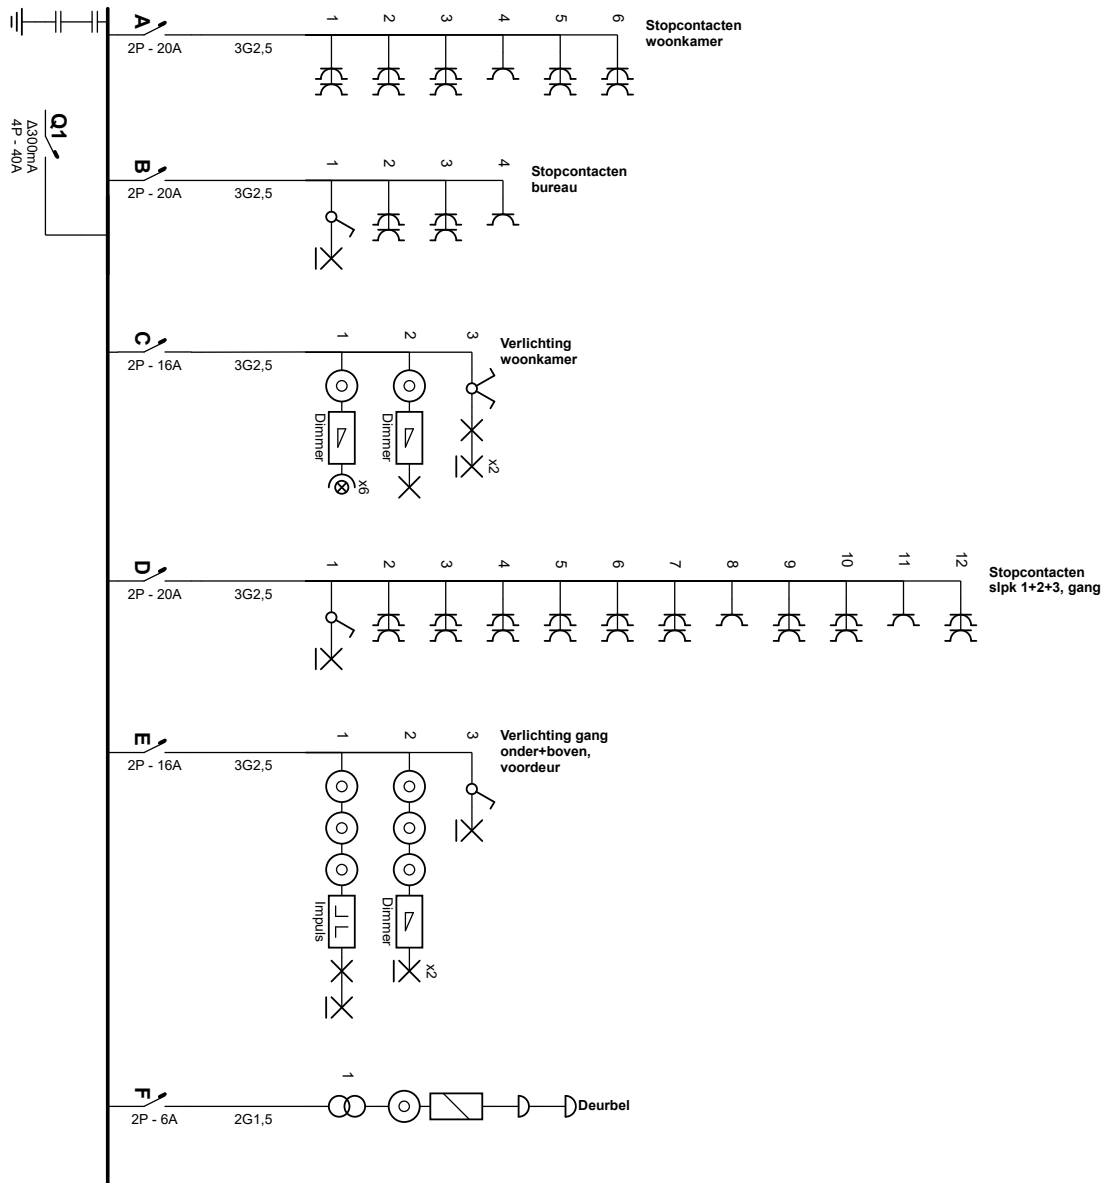 A
2P - 20A
3G2,5
1
2
3
4
5
6
Stopcontacten
woonkamer
Q1
Δ300mA
4P - 40A
B
2P - 20A
3G2,5
1
2
3
4
Stopcontacten
bureau
C
2P - 16A
3G2,5
1
2
3
Verlichting
woonkamer
Dimmer
x6
Dimmer
x2
D
2P - 20A
3G2,5
1
2
3
4
5
6
7
8
9
10
11
12
Stopcontacten
slpk 1+2+3, gang
E
2P - 16A
3G2,5
1
2
3
Verlichting gang
onder+boven,
voordeur
Impuls
Dimmer
x2
F
2P - 6A
2G1,5
1
Deurbel